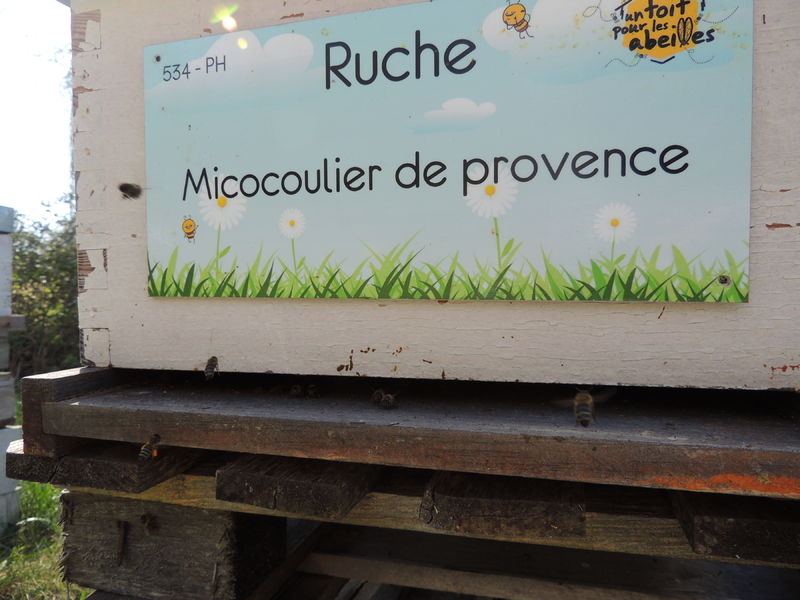 un toit
pour les
abeilles
534 - PH
Ruche
Micocoulier de provence